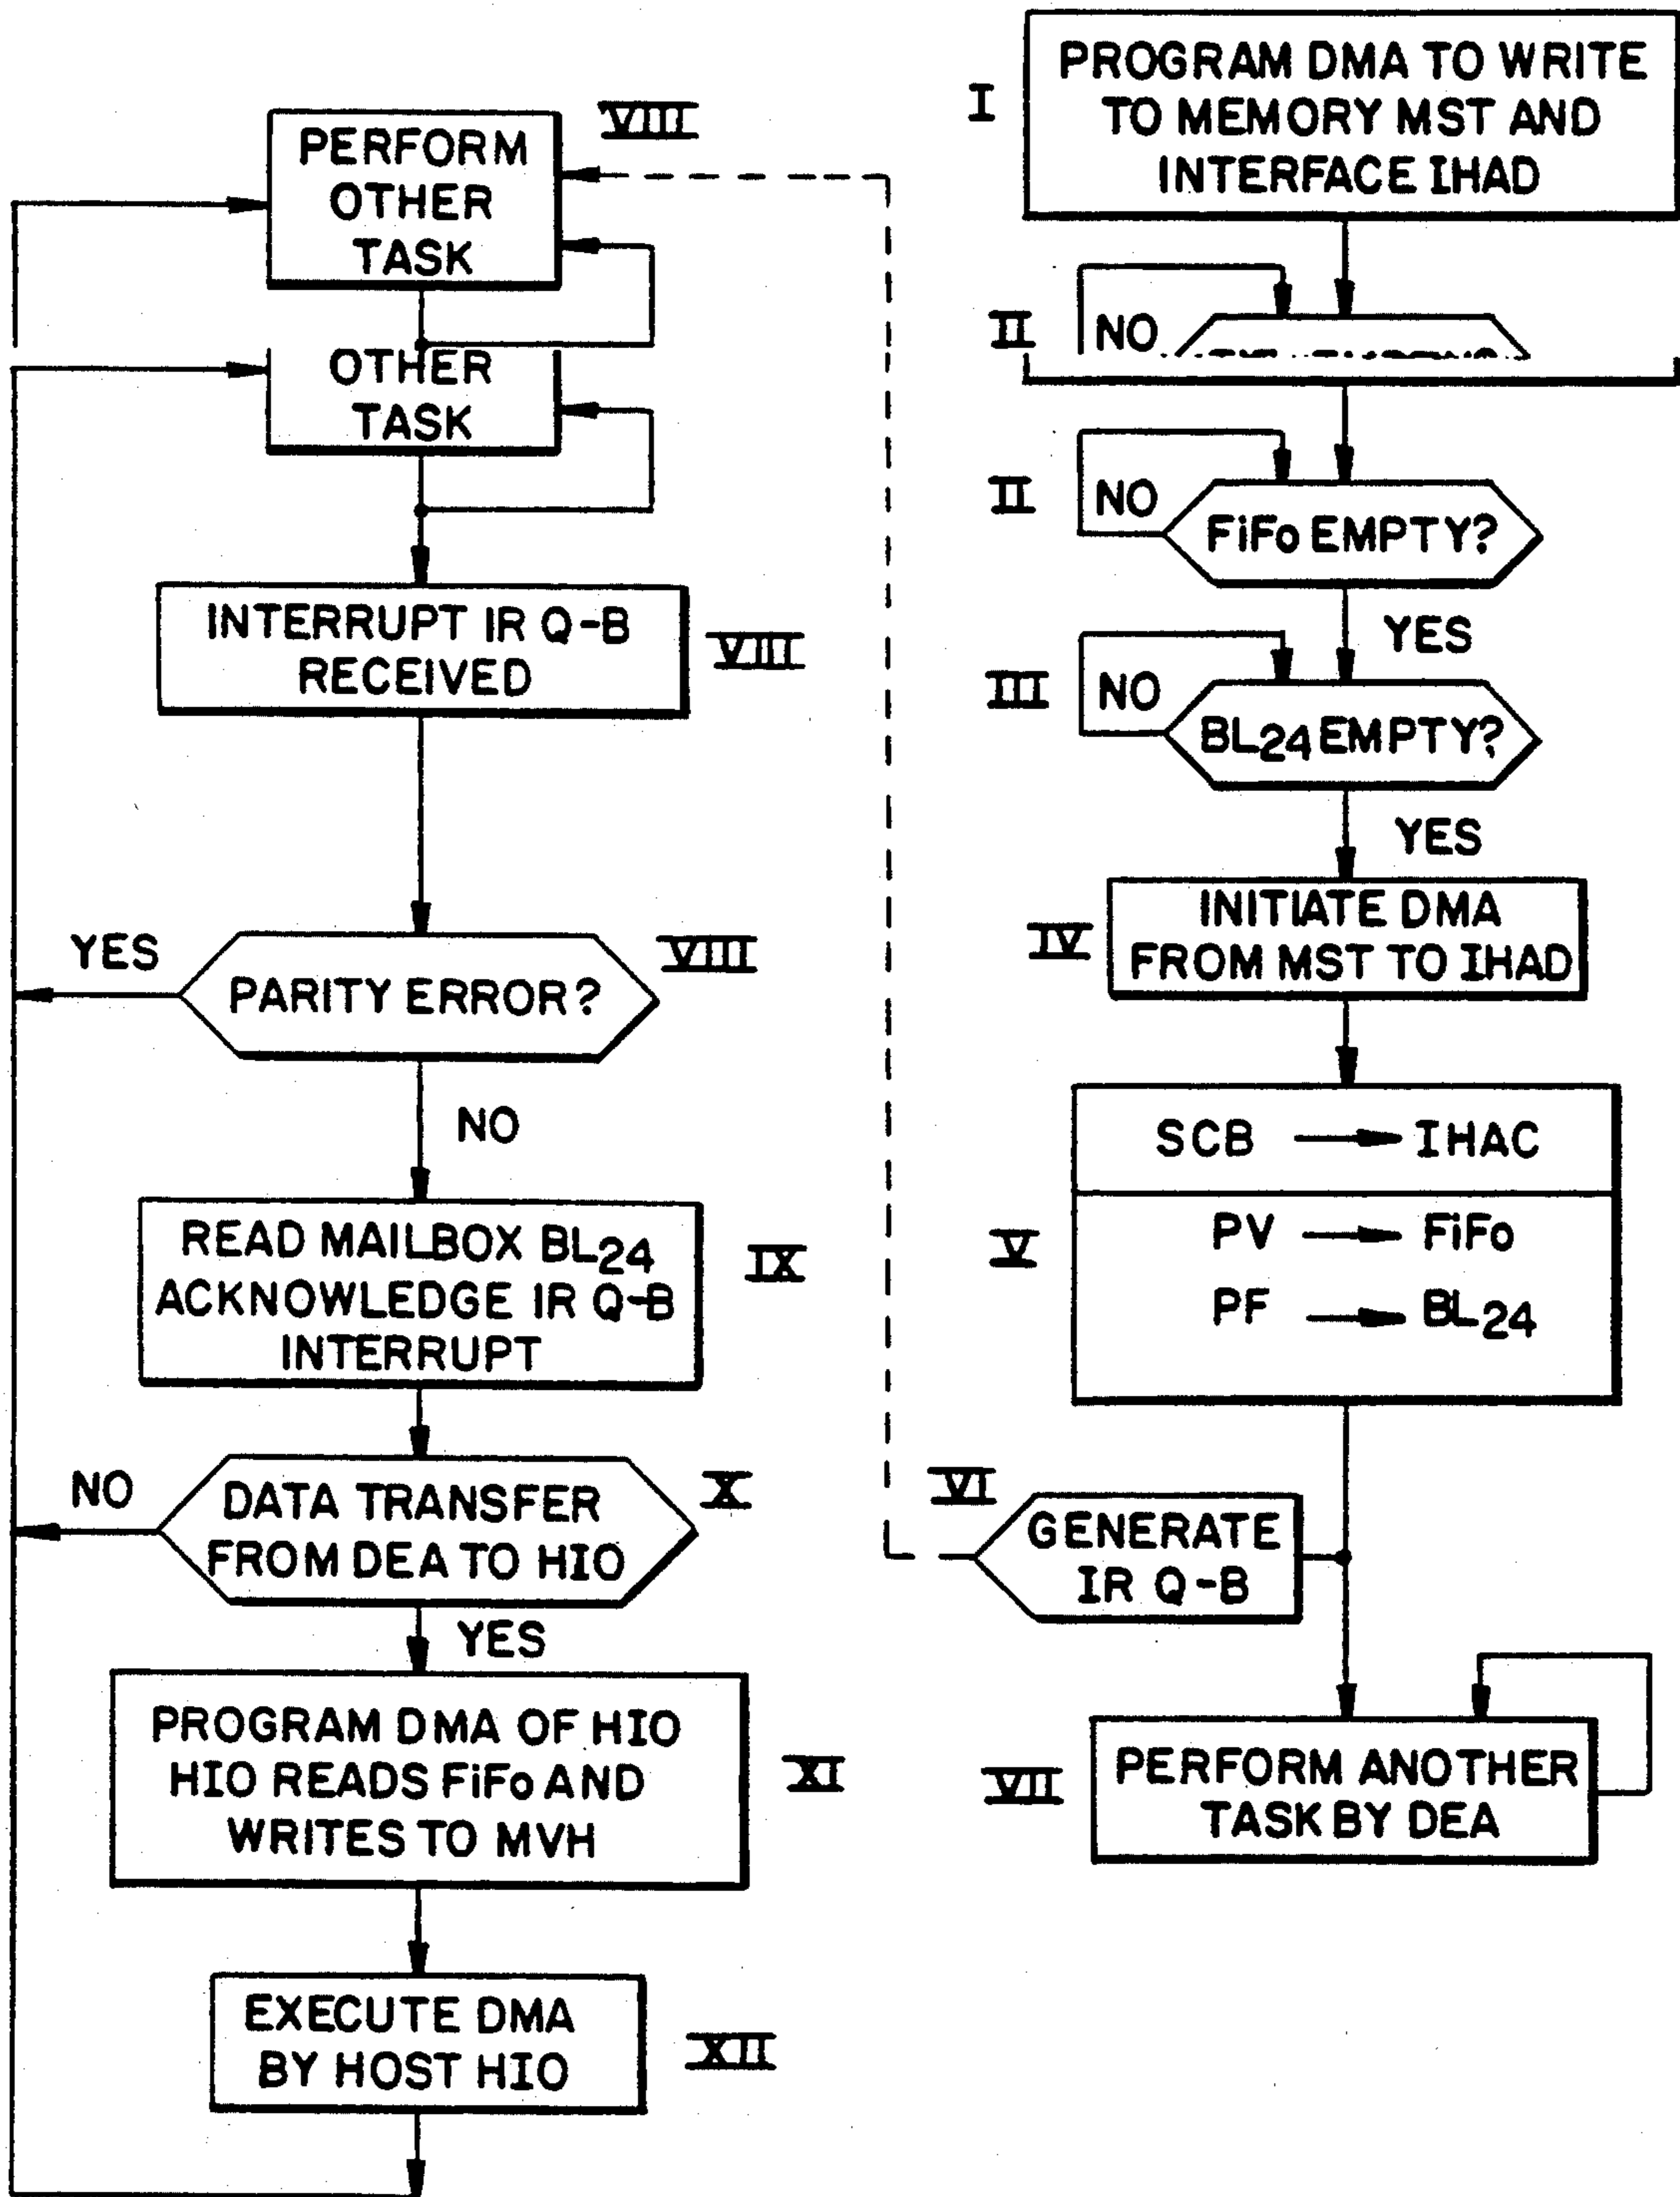 VIII
PERFORM
OTHER
TASK
OTHER
TASK
INTERRUPT IR Q-B
RECEIVED
VIII
YES
PARITY ERROR?
VIII
NO
READ MAILBOX BL24
ACKNOWLEDGE IR Q-B
INTERRUPT
IX
NO
DATA TRANSFER
FROM DEA TO HIO
X
YES
PROGRAM DMA OF HIO
HIO READS FiFo AND
WRITES TO MVH
XI
EXECUTE DMA
BY HOST HIO
XII
I
PROGRAM DMA TO WRITE
TO MEMORY MST AND
INTERFACE IHAD
II
NO
II
NO
FiFo EMPTY?
YES
III
NO
BL24 EMPTY?
YES
IV
INITIATE DMA
FROM MST TO IHAD
SCB → IHAC
V
PV → FiFo
PF → BL24
VI
GENERATE
IR Q-B
VII
PERFORM ANOTHER
TASK BY DEA